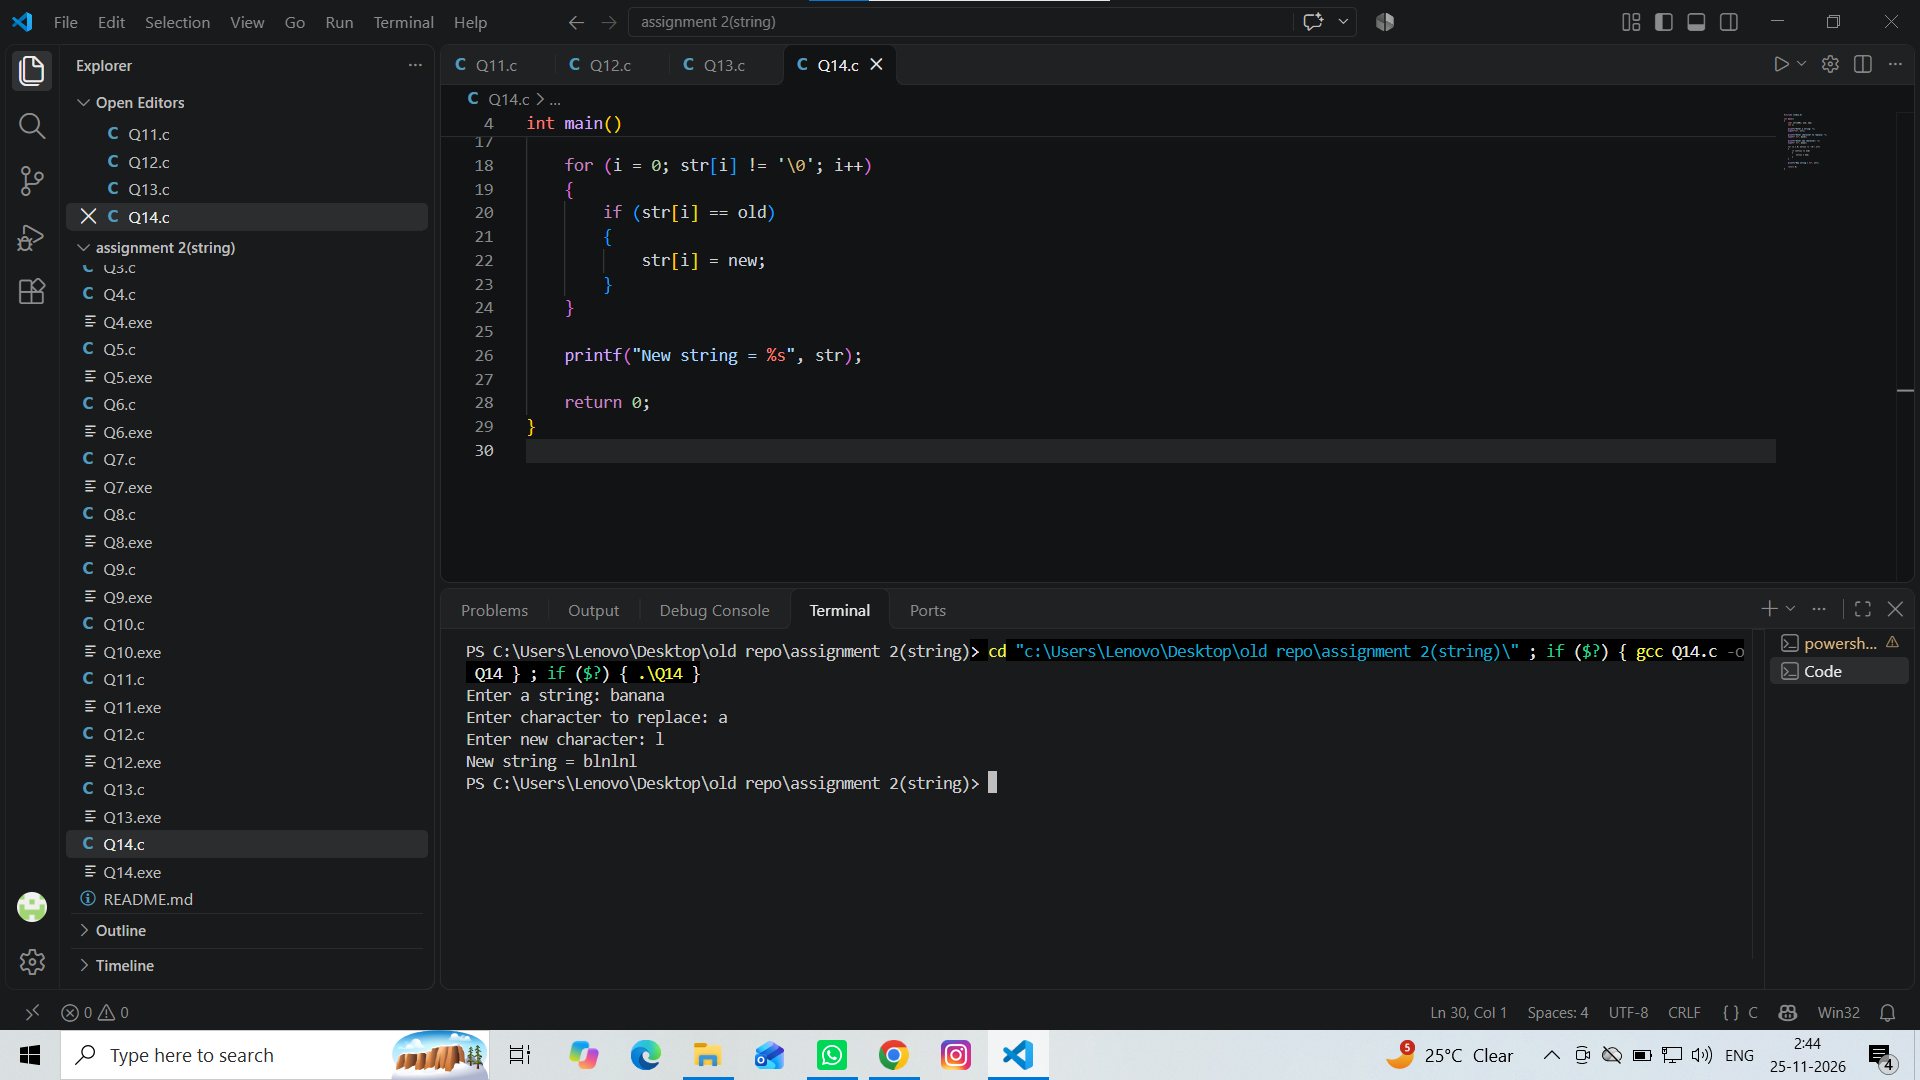 File Edit Selection View Go Run Terminal Help
assignment 2(string)
Explorer
Open Editors
Q11.c
Q12.c
Q13.c
Q14.c
assignment 2(string)
Q3.c
Q4.c
Q4.exe
Q5.c
Q5.exe
Q6.c
Q6.exe
Q7.c
Q7.exe
Q8.c
Q8.exe
Q9.c
Q9.exe
Q10.c
Q10.exe
Q11.c
Q11.exe
Q12.c
Q12.exe
Q13.c
Q13.exe
Q14.c
Q14.exe
README.md
Outline
Timeline
C Q11.c C Q12.c C Q13.c C Q14.c
C Q14.c > ...
4 int main()
17
18 for (i = 0; str[i] != '\0'; i++)
19 {
20 if (str[i] == old)
21 {
22 str[i] = new;
23 }
24 }
25
26 printf("New string = %s", str);
27
28 return 0;
29 }
30
Problems Output Debug Console Terminal Ports
PS C:\Users\Lenovo\Desktop\old repo\assignment 2(string)> cd "c:\Users\Lenovo\Desktop\old repo\assignment 2(string)\" ; if ($?) { gcc Q14.c -o
Q14 } ; if ($?) { .\Q14 }
Enter a string: banana
Enter character to replace: a
Enter new character: l
New string = blnlnl
PS C:\Users\Lenovo\Desktop\old repo\assignment 2(string)>
powersh...
Code
0 0
Ln 30, Col 1 Spaces: 4 UTF-8 CRLF { } C Win32
Type here to search
5 25°C Clear ENG
2:44
25-11-2026
4